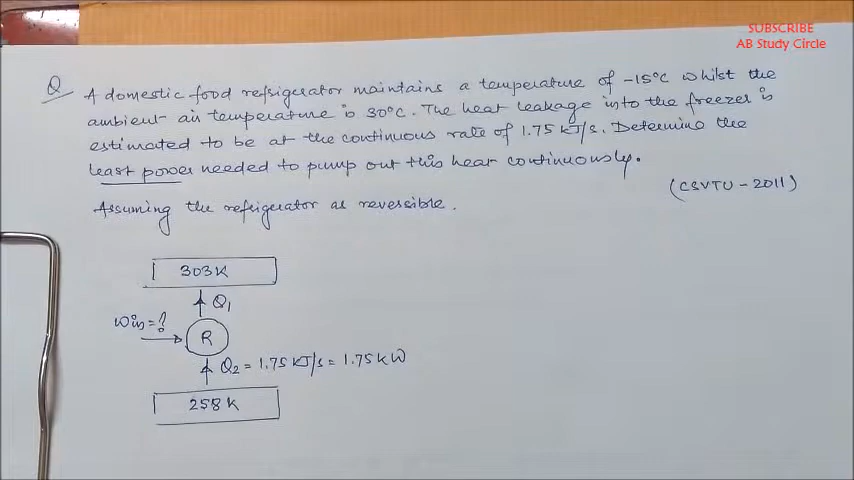 SUBSCRIBE
AB Study Circle
Q A domestic food refrigerator maintains a temperature of -15°C whilst the
ambient air temperature is 30°C. The heat leakage into the freezer is
estimated to be at the continuous rate of 1.75 kJ/s. Determine the
least power needed to pump out this heat continuously.
(CSVTU - 2011)
Assuming the refrigerator as reversible.
303K
Q1
Win = ?
R
Q2 = 1.75 kJ/s = 1.75 kW
258 K